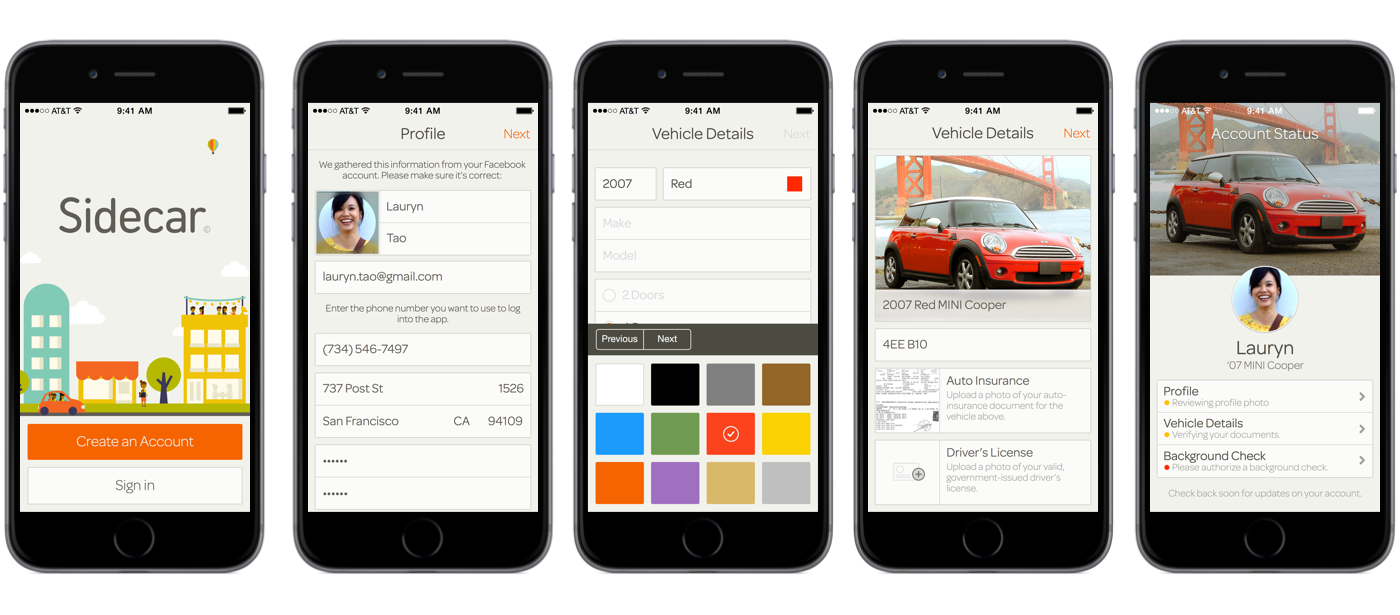 ●●●○○ AT&T 9:41 AM
Sidecar
©
Create an Account
Sign in
●●●○○ AT&T 9:41 AM
Profile Next
We gathered this information from your Facebook
account. Please make sure it's correct:
Lauryn
Tao
lauryn.tao@gmail.com
Enter the phone number you want to use to log
into the app.
(734) 546-7497
737 Post St 1526
San Francisco CA 94109
••••••
••••••
●●●○○ AT&T 9:41 AM
Vehicle Details Next
2007 Red
Make
Model
2 Doors
Previous Next
●●●○○ AT&T 9:41 AM
Vehicle Details Next
2007 Red MINI Cooper
4EE B10
Auto Insurance
Upload a photo of your auto-
insurance document for the
vehicle above.
Driver's License
Upload a photo of your valid,
government-issued driver's
license.
●●●○○ AT&T 9:41 AM
Account Status
Lauryn
'07 MINI Cooper
Profile
Reviewing profile photo
Vehicle Details
Verifying your documents.
Background Check
Please authorize a background check.
Check back soon for updates on your account.